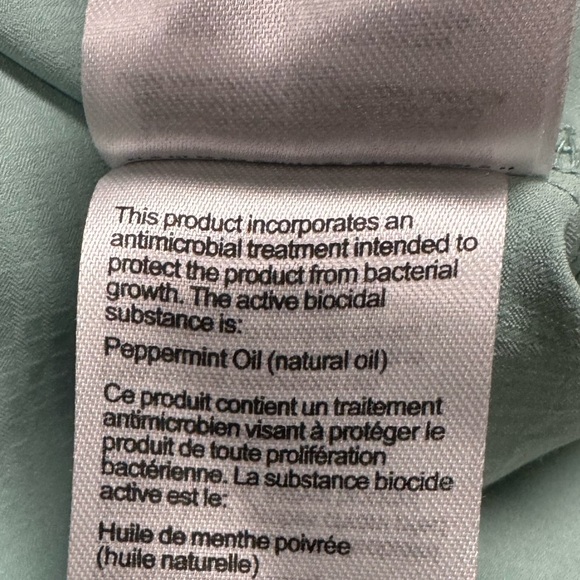 This product incorporates an
antimicrobial treatment intended to
protect the product from bacterial
growth. The active biocidal
substance is:
Peppermint Oil (natural oil)
Ce produit contient un traitement
antimicrobien visant à protéger le
produit de toute prolifération
bactérienne. La substance biocide
active est le:
Huile de menthe poivrée
(huile naturelle)